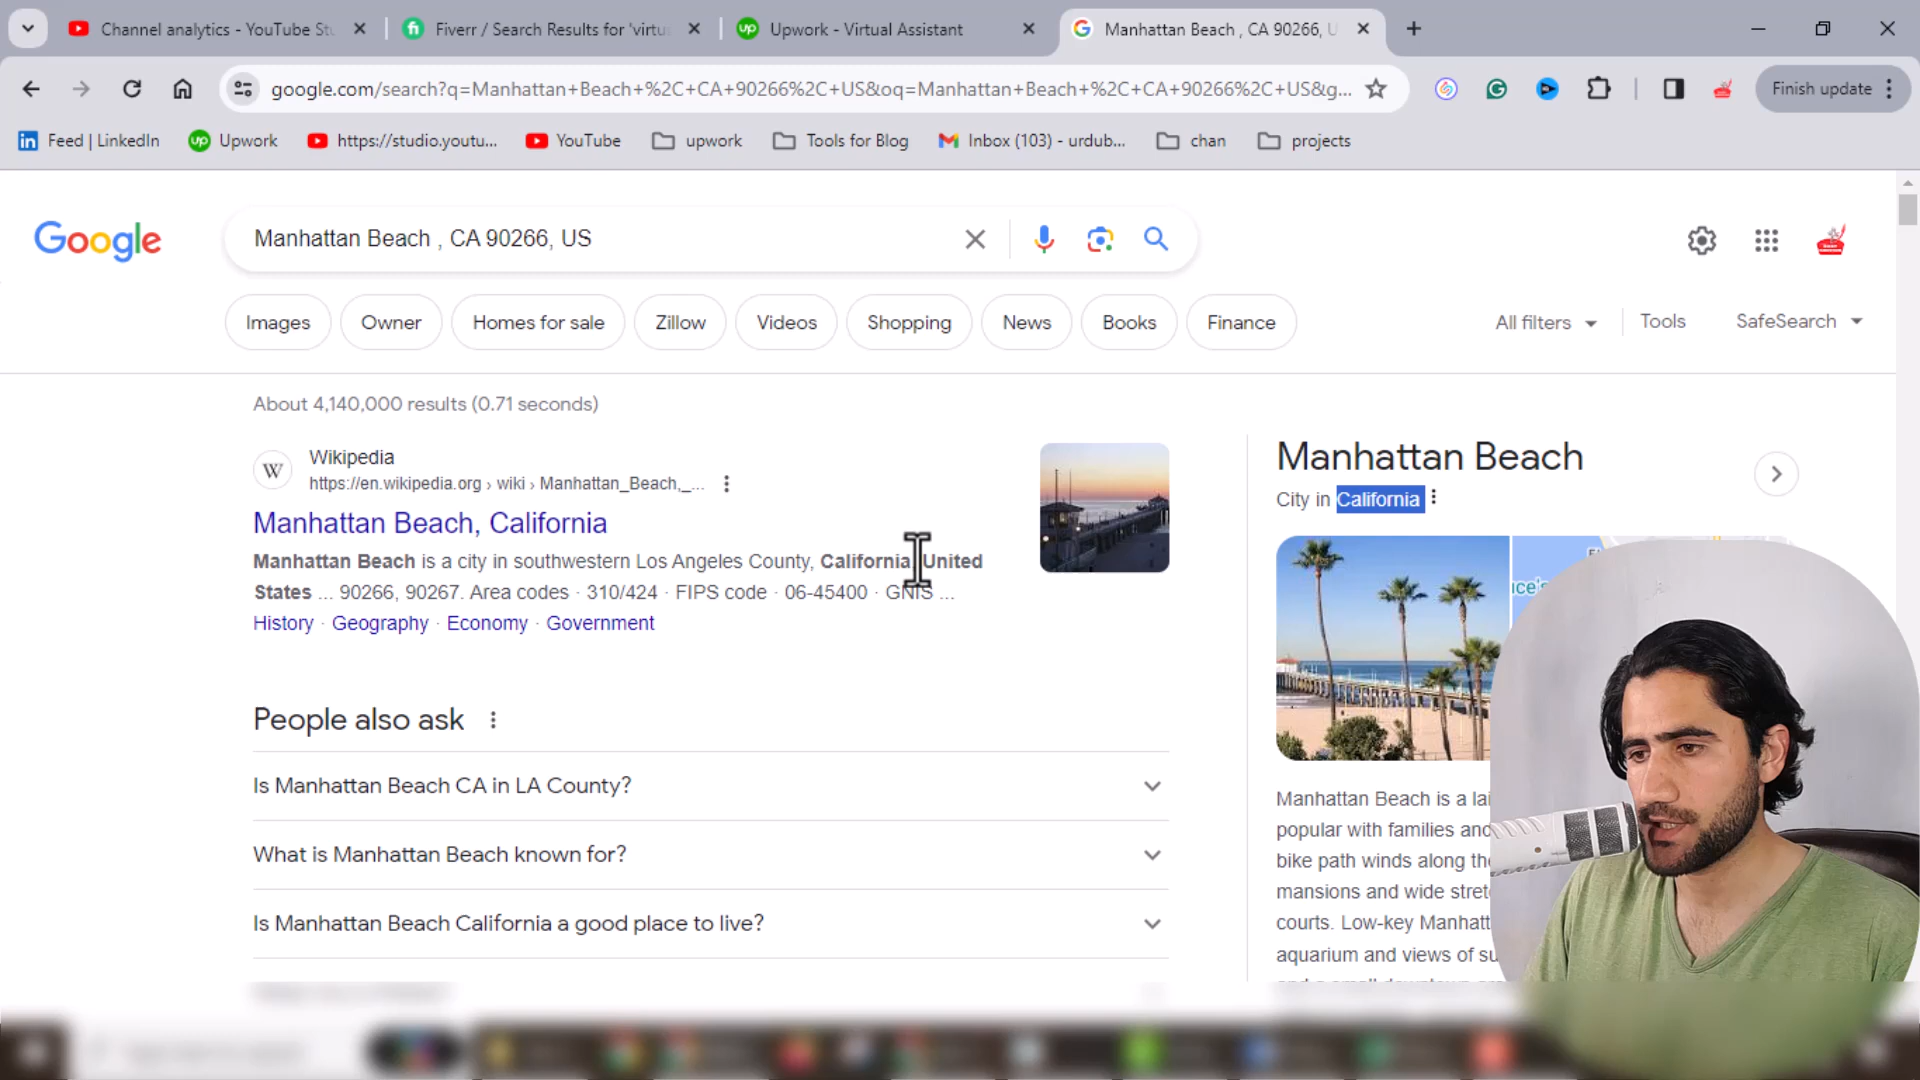 Channel analytics - YouTube Stu
Fiverr / Search Results for 'virtu
Upwork - Virtual Assistant
Manhattan Beach , CA 90266, U
google.com/search?q=Manhattan+Beach+%2C+CA+90266%2C+US&oq=Manhattan+Beach+%2C+CA+90266%2C+US&g...
Finish update
Feed | LinkedIn
Upwork
https://studio.youtu...
YouTube
upwork
Tools for Blog
Inbox (103) - urdub...
chan
projects
Google
Manhattan Beach , CA 90266, US
Images
Owner
Homes for sale
Zillow
Videos
Shopping
News
Books
Finance
All filters
Tools
SafeSearch
About 4,140,000 results (0.71 seconds)
W
Wikipedia
https://en.wikipedia.org › wiki › Manhattan_Beach,_...
Manhattan Beach, California
Manhattan Beach is a city in southwestern Los Angeles County, California, United
States ... 90266, 90267. Area codes · 310/424 · FIPS code · 06-45400 · GNIS ...
History · Geography · Economy · Government
People also ask
Is Manhattan Beach CA in LA County?
What is Manhattan Beach known for?
Is Manhattan Beach California a good place to live?
Manhattan Beach
City in California
Manhattan Beach is a lai
popular with families and
bike path winds along the
mansions and wide stret
courts. Low-key Manhatt
aquarium and views of su